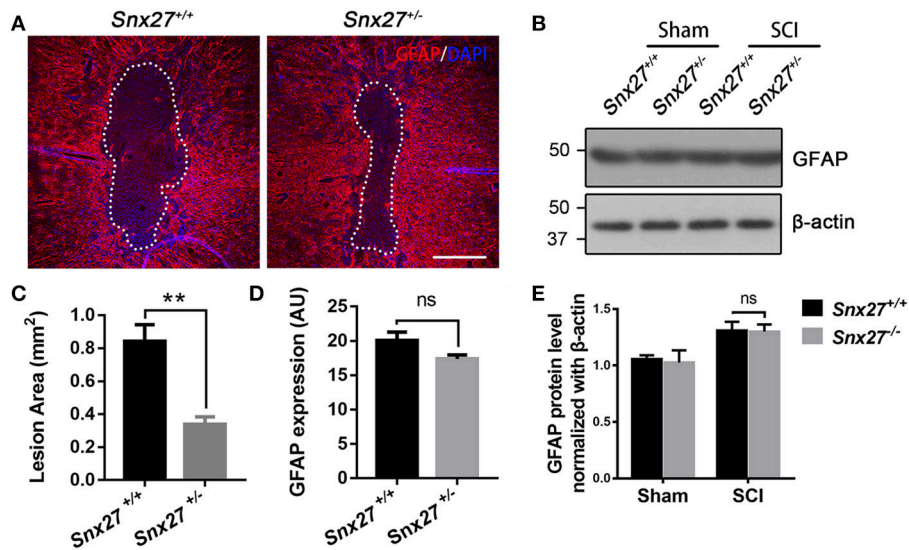 A
Snx27+/+
Snx27+/-
GFAP/DAPI
B
Sham
SCI
Snx27+/+
Snx27+/-
Snx27+/+
Snx27+/-
50
GFAP
50
37
β-actin
C
Lesion Area (mm²)
1.0
0.8
0.6
0.4
0.2
0.0
**
Snx27+/+
Snx27+/-
D
GFAP expression (AU)
25
20
15
10
5
0
ns
Snx27+/+
Snx27+/-
E
GFAP protein level
normalized with β-actin
1.5
1.0
0.5
0.0
ns
Sham
SCI
Snx27+/+
Snx27-/-